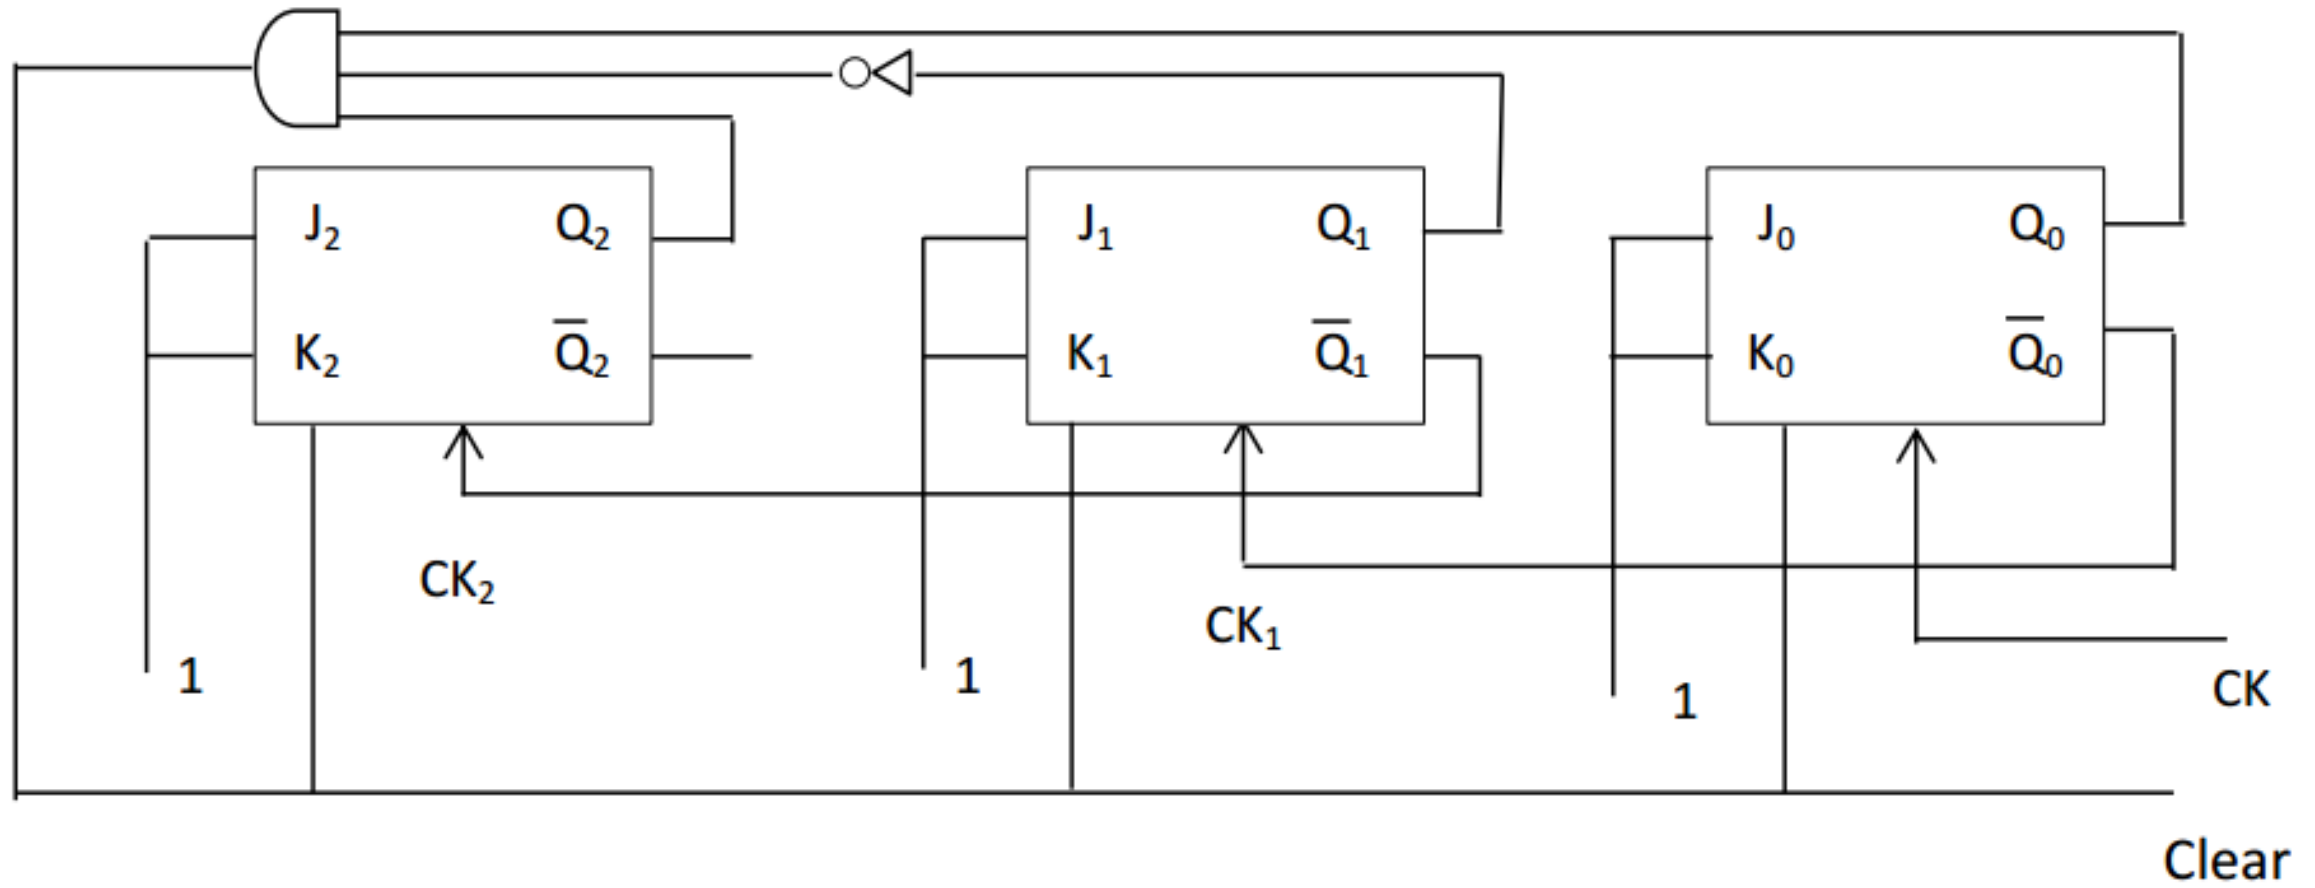 J₂ Q₂ J₁ Q₁ J₀ Q₀
K₂ Q̅₂ K₁ Q̅₁ K₀ Q̅₀
CK₂
CK₁
1 1 1 CK
Clear